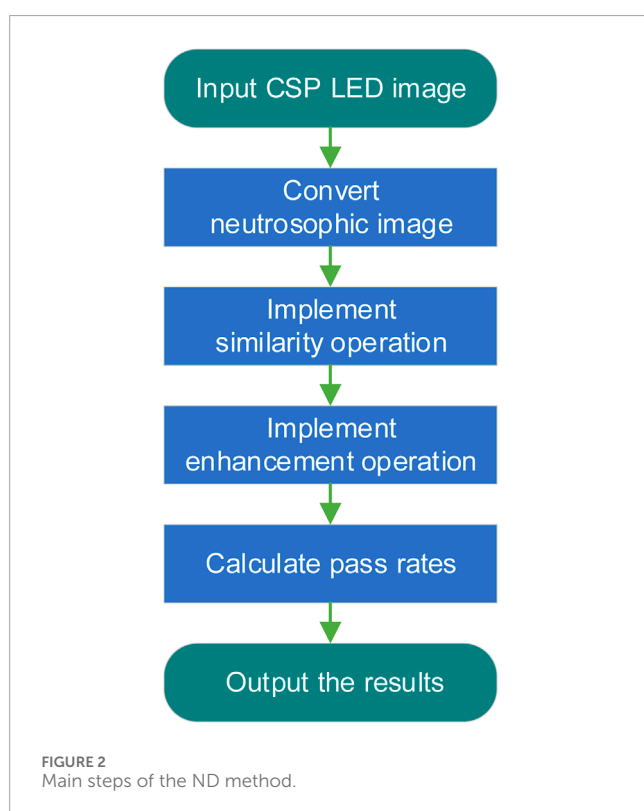 Input CSP LED image
Convert
neutrosophic image
Implement
similarity operation
Implement
enhancement operation
Calculate pass rates
Output the results
FIGURE 2
Main steps of the ND method.